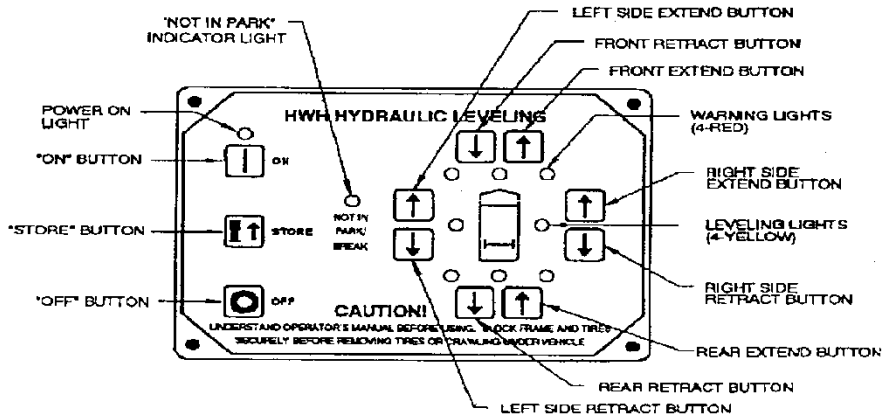 LEFT SIDE EXTEND BUTTON
"NOT IN PARK"
INDICATOR LIGHT
FRONT RETRACT BUTTON
FRONT EXTEND BUTTON
POWER ON
LIGHT
HWH HYDRAULIC LEVELING
WARNING LIGHTS
(4-RED)
"ON" BUTTON
ON
RIGHT SIDE
EXTEND BUTTON
"STORE" BUTTON
STORE
NOT IN
PARK/
BREAK
LEVELING LIGHTS
(4-YELLOW)
"OFF" BUTTON
OFF
RIGHT SIDE
RETRACT BUTTON
CAUTION!
UNDERSTAND OPERATOR'S MANUAL BEFORE USING. BLOCK FRAME AND TIRES
SECURELY BEFORE REMOVING TIRES OR CRAWLING UNDER VEHICLE
REAR EXTEND BUTTON
REAR RETRACT BUTTON
LEFT SIDE RETRACT BUTTON